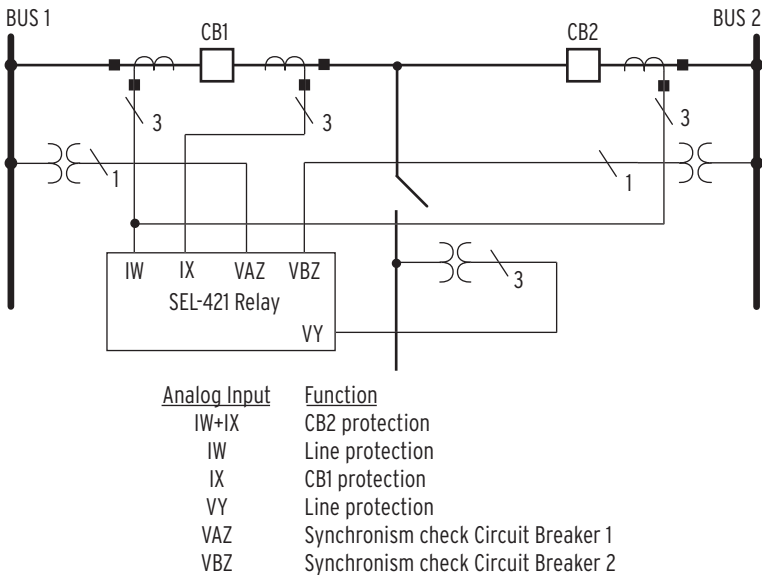 BUS 1
BUS 2
CB1
CB2
3
3
3
1
1
IW IX VAZ VBZ
SEL-421 Relay
VY
3
Analog Input Function
IW+IX CB2 protection
IW Line protection
IX CB1 protection
VY Line protection
VAZ Synchronism check Circuit Breaker 1
VBZ Synchronism check Circuit Breaker 2